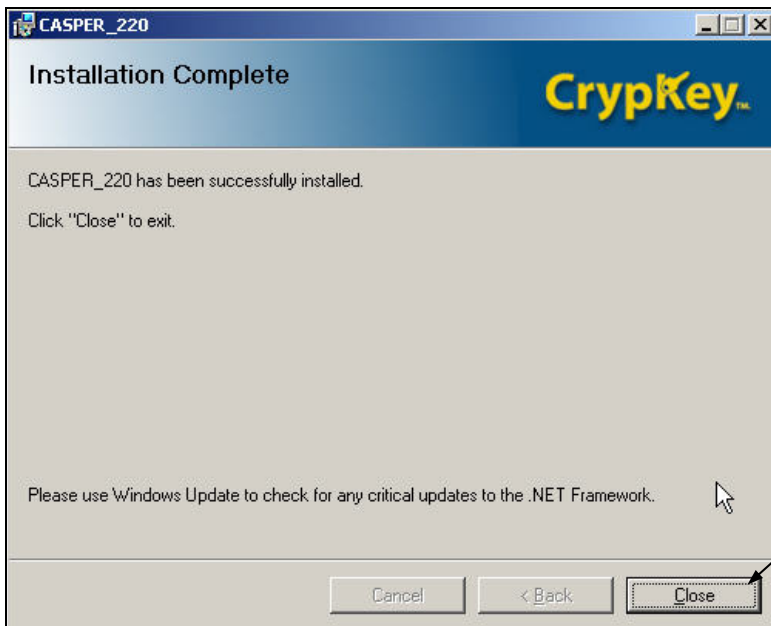 CASPER_220
Installation Complete
CrypKey™
CASPER_220 has been successfully installed.
Click "Close" to exit.
Please use Windows Update to check for any critical updates to the .NET Framework.
Cancel
< Back
Close